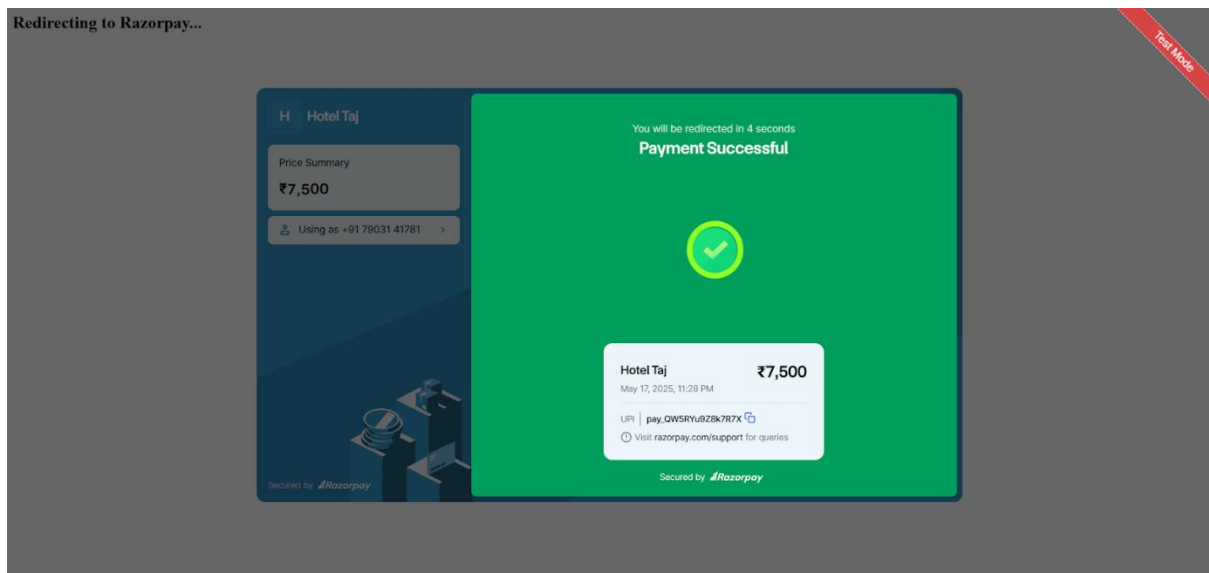 Redirecting to Razorpay...
Test Mode
H Hotel Taj
Price Summary
₹7,500
Using as +91 79031 41781 >
Secured by Razorpay
You will be redirected in 4 seconds
Payment Successful
Hotel Taj ₹7,500
May 17, 2025, 11:28 PM
UPI | pay_QW5RYu9Z8k7R7X
Visit razorpay.com/support for queries
Secured by Razorpay